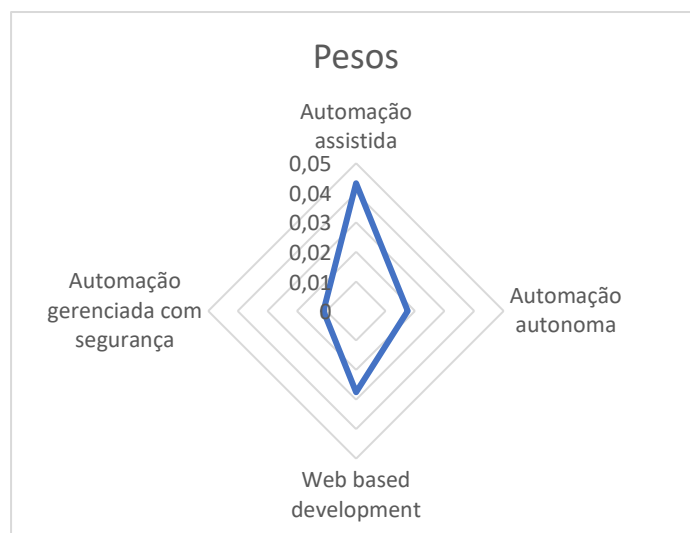 Pesos
Automação
assistida
0,05
0,04
0,03
0,02
0,01
0
Automação
gerenciada com
segurança
Automação
autonoma
Web based
development